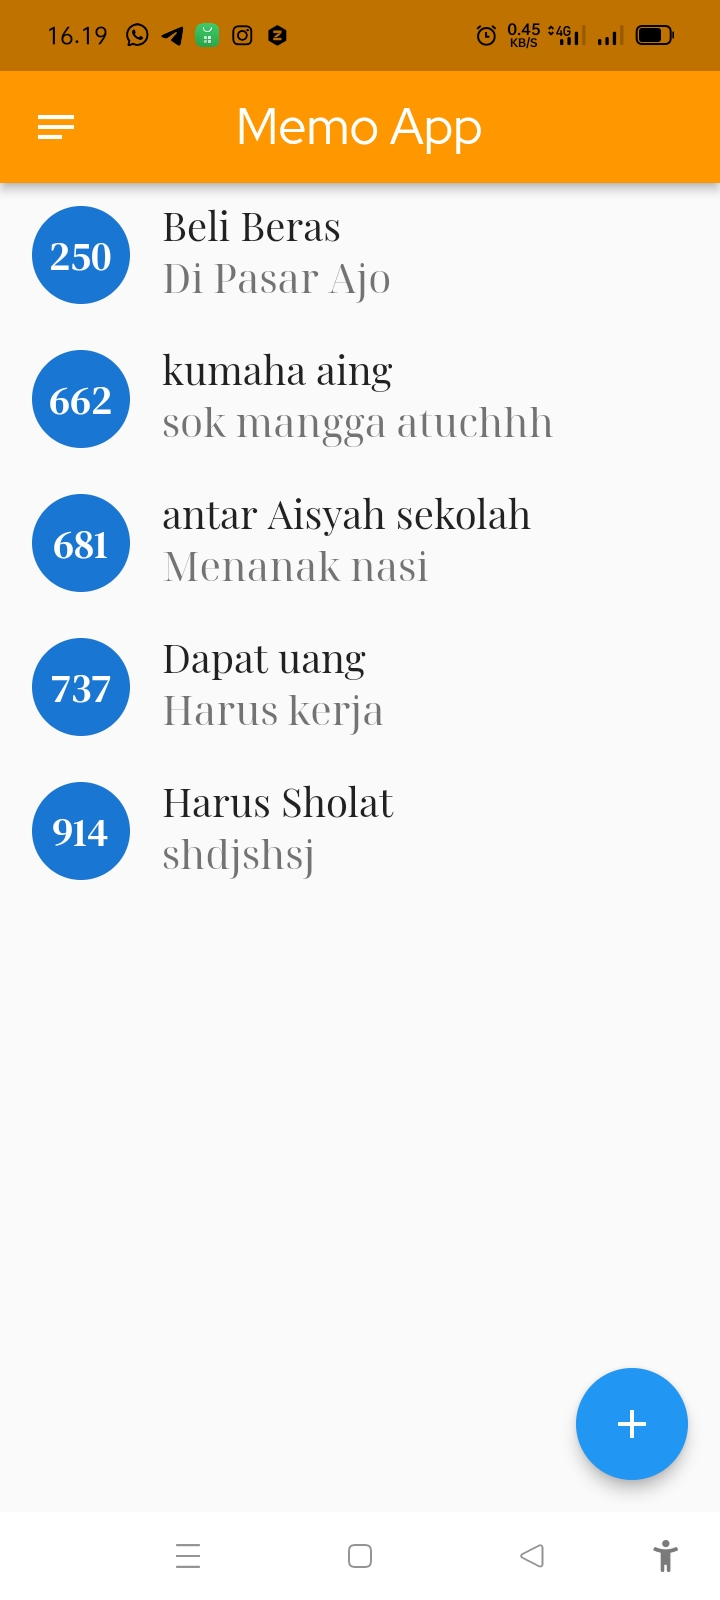 16.19
0.45
KB/S
4G
Memo App
250
Beli Beras
Di Pasar Ajo
662
kumaha aing
sok mangga atuchhh
681
antar Aisyah sekolah
Menanak nasi
737
Dapat uang
Harus kerja
914
Harus Sholat
shdjshsj